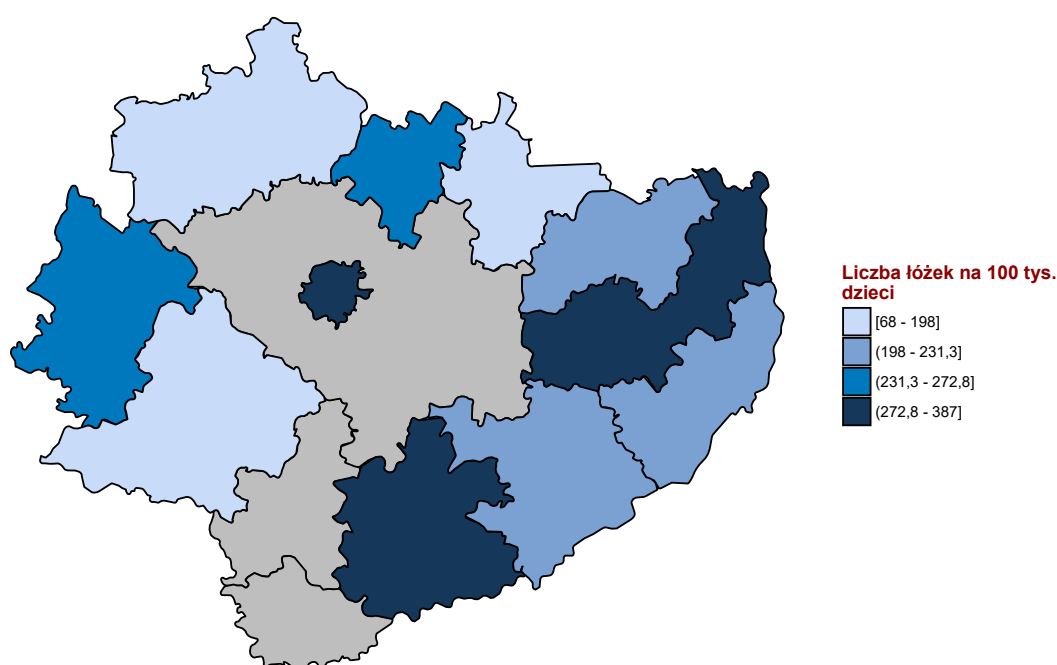 Liczba łóżek na 100 tys.
dzieci
[68 - 198]
(198 - 231,3]
(231,3 - 272,8]
(272,8 - 387]